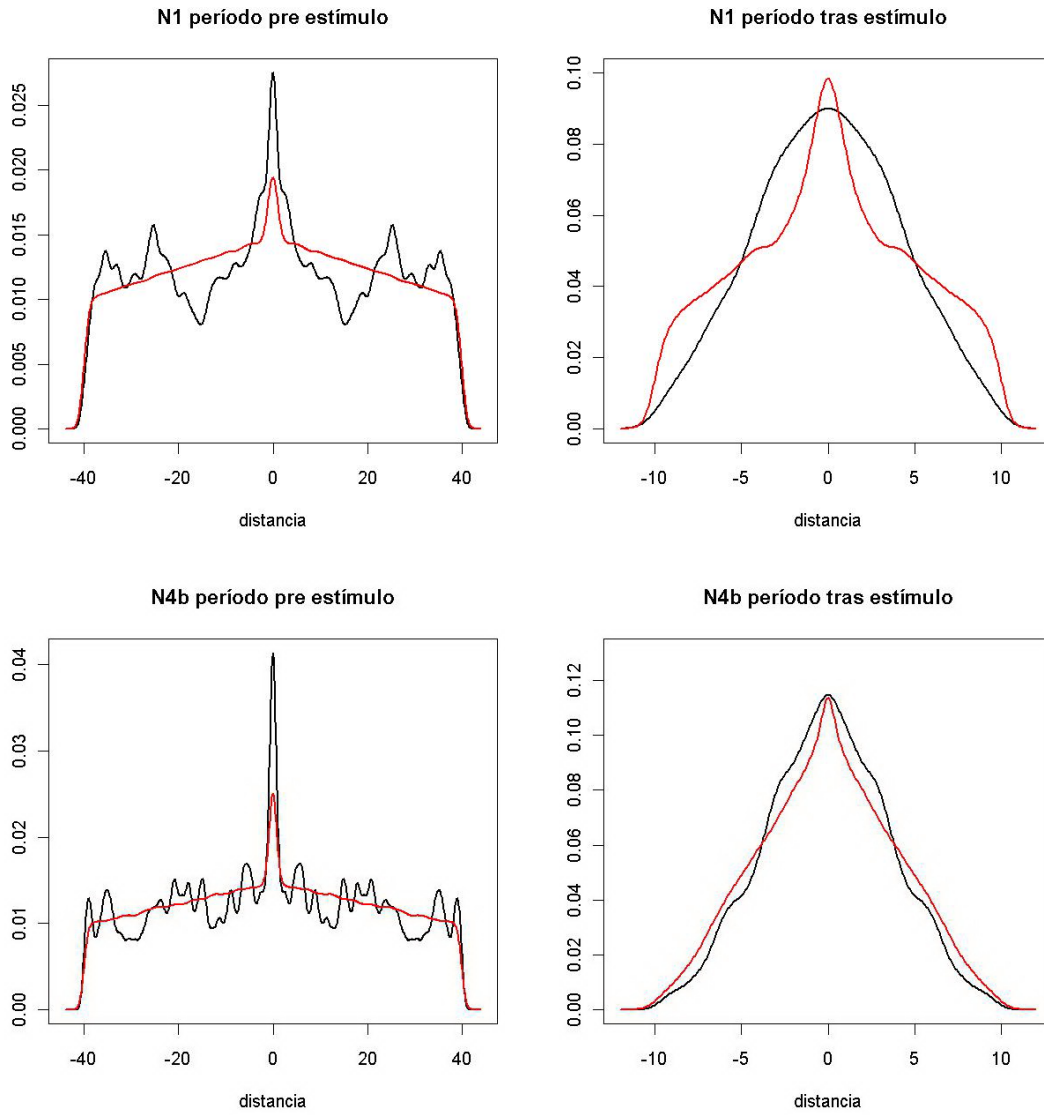 N1 período pre estímulo
0.025
0.020
0.015
0.010
0.005
0.000
-40 -20 0 20 40
distancia
N1 período tras estímulo
0.10
0.08
0.06
0.04
0.02
0.00
-10 -5 0 5 10
distancia
N4b período pre estímulo
0.04
0.03
0.02
0.01
0.00
-40 -20 0 20 40
distancia
N4b período tras estímulo
0.12
0.10
0.08
0.06
0.04
0.02
0.00
-10 -5 0 5 10
distancia